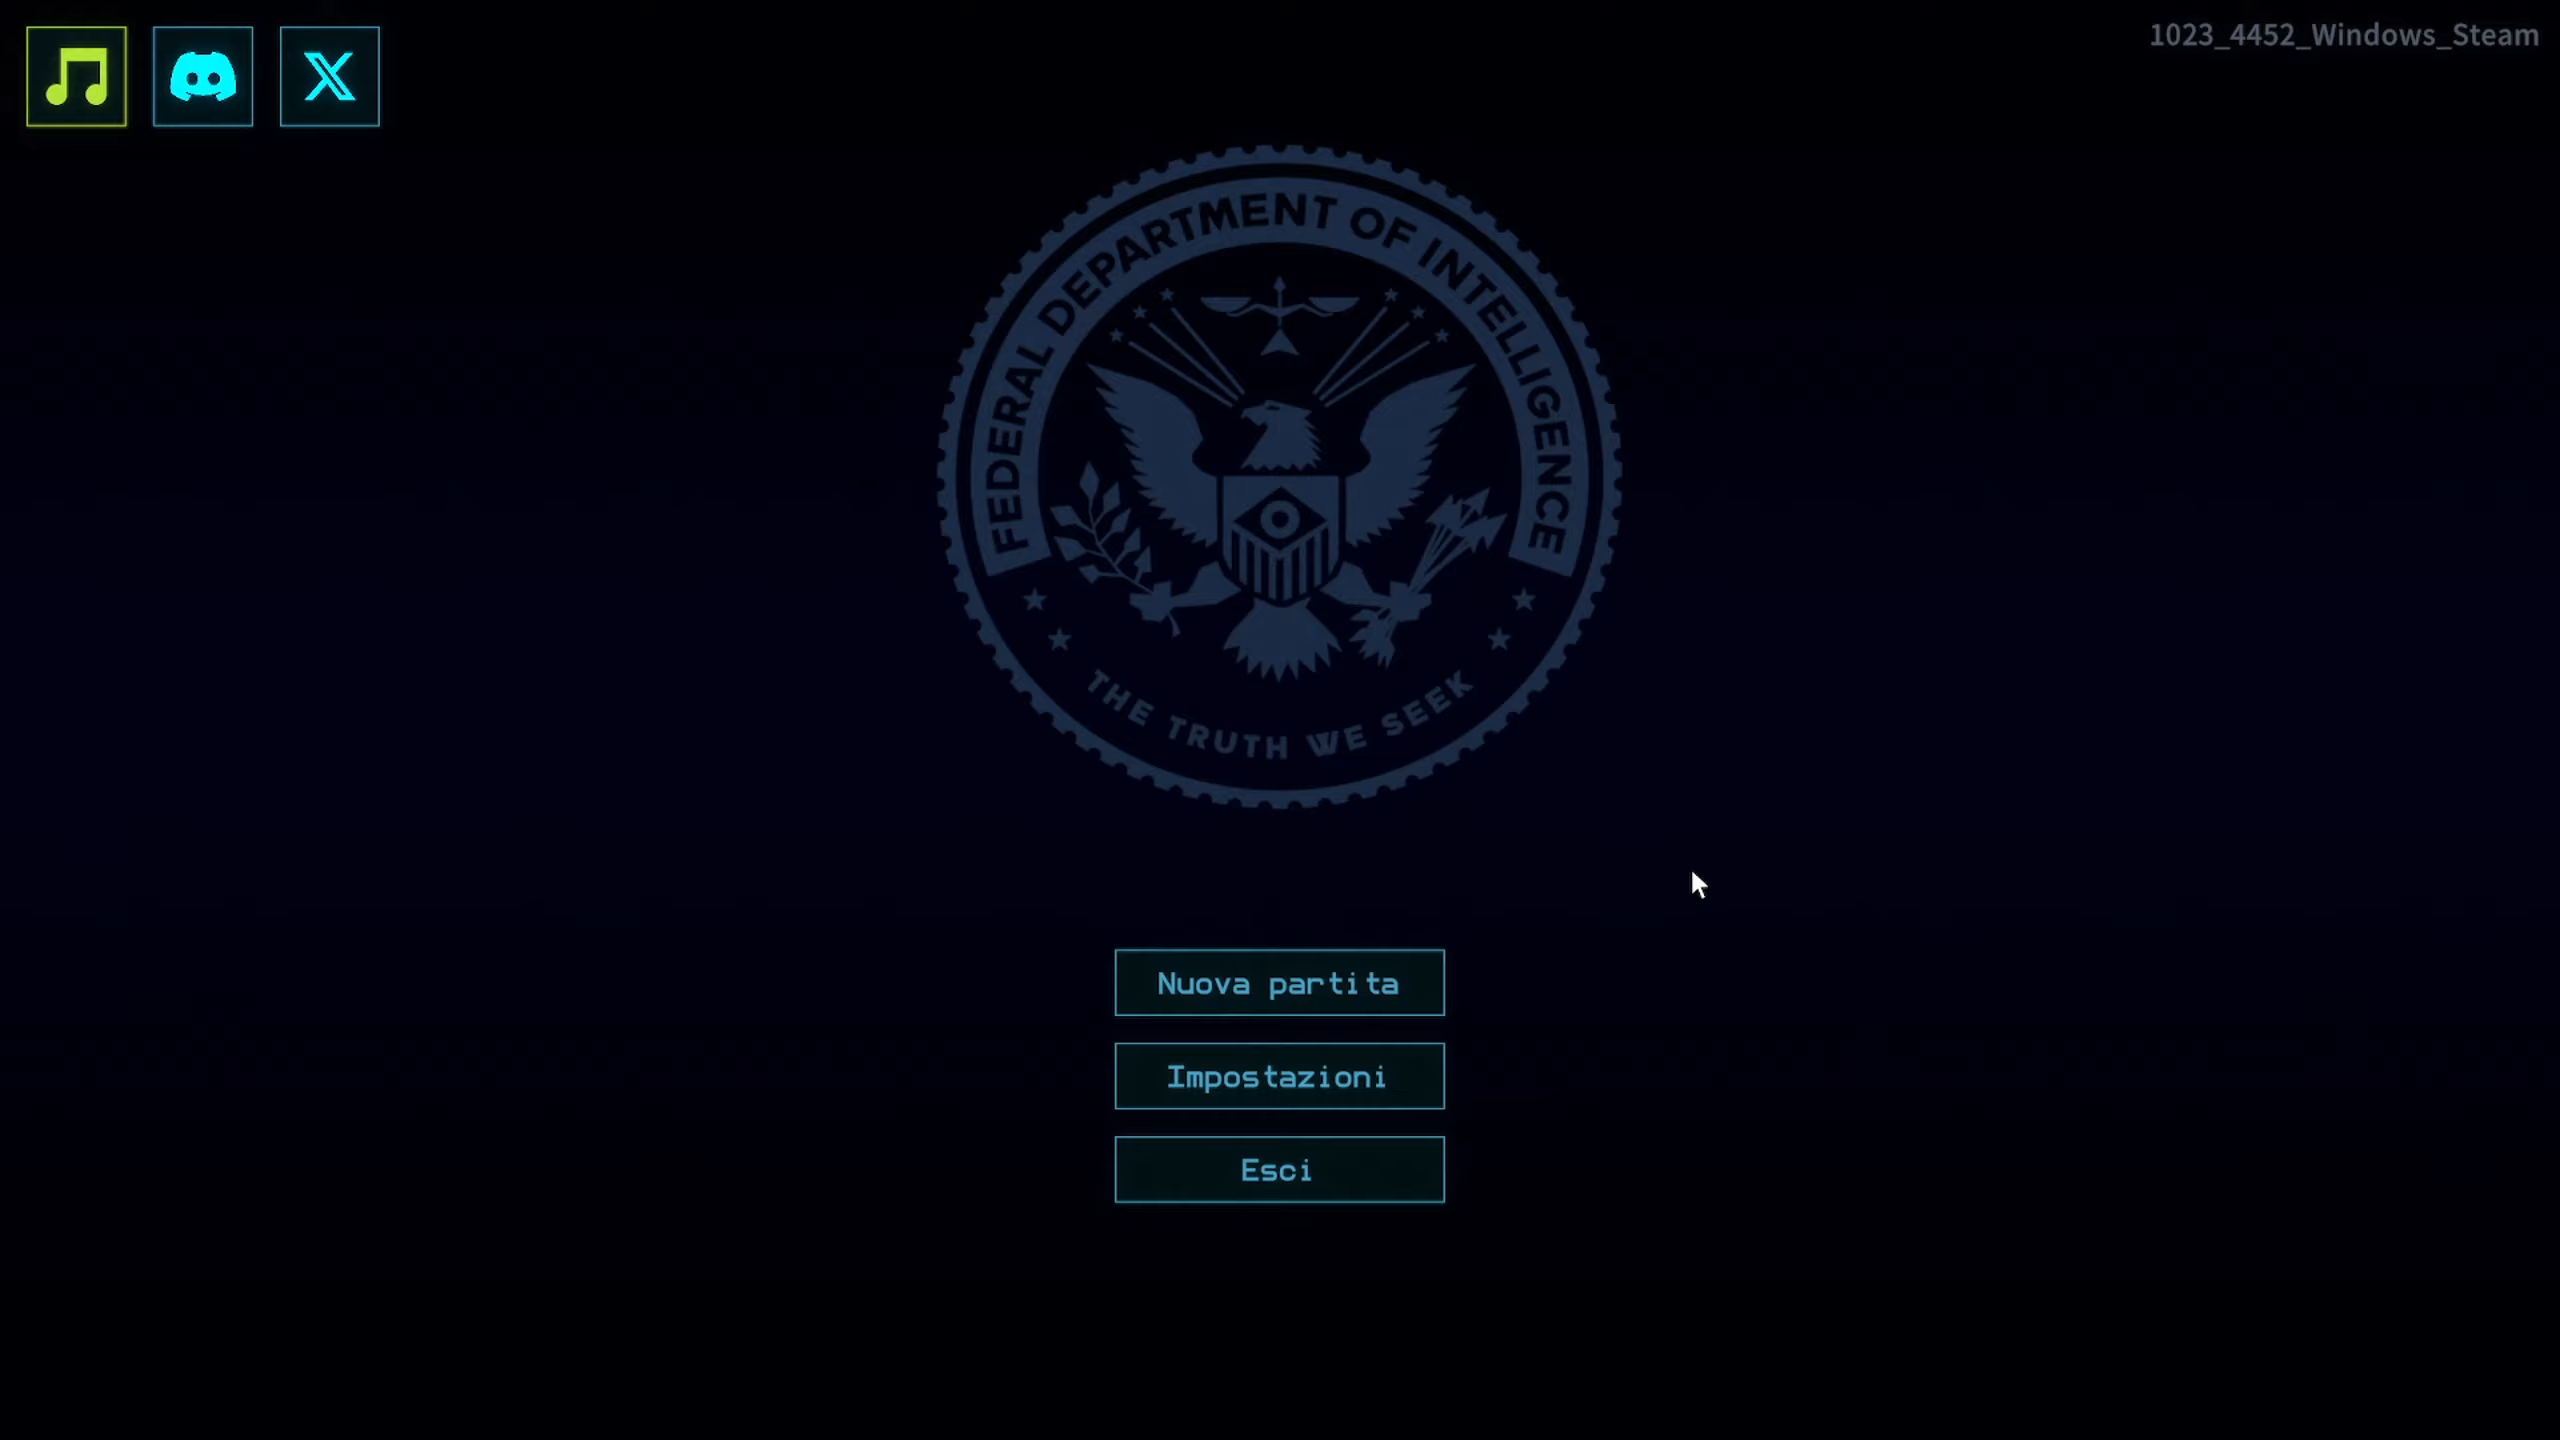 1023_4452_Windows_Steam
FEDERAL DEPARTMENT OF INTELLIGENCE
THE TRUTH WE SEEK
Nuova partita
Impostazioni
Esci